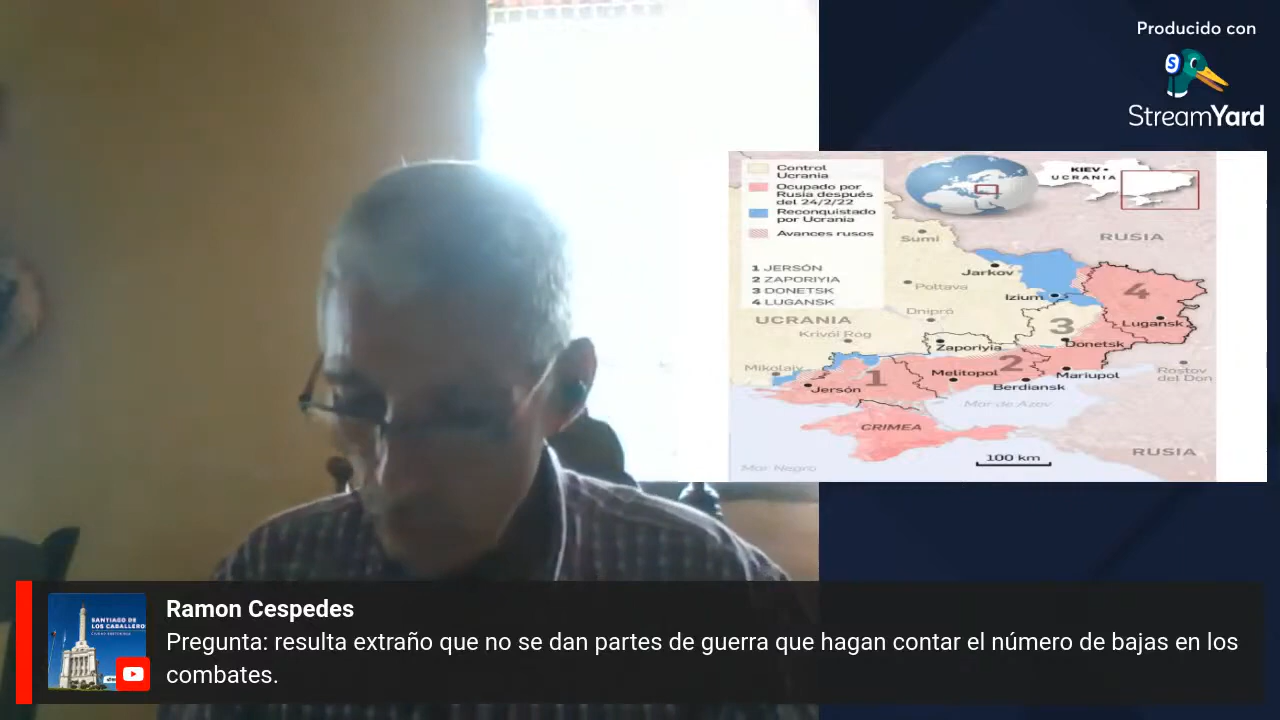 Producido con
StreamYard
Control
Ucrania
Ocupado por
Rusia después
del 24/2/22
Reconquistado
por Ucrania
Avances rusos
1 JERSÓN
2 ZAPORIYIA
3 DONETSK
4 LUGANSK
KIEV
UCRANIA
Sumi
RUSIA
Jarkov
Poltava
Izium
4
UCRANIA
Dnipró
3
Lugansk
Krivói Rog
Zaporiyia
Donetsk
Mikolaiv
1
Melitopol
2
Mariupol
Rostov
del Don
Jersón
Berdiansk
Mar de Azov
CRIMEA
RUSIA
100 km
Mar Negro
SANTIAGO DE
LOS CABALLERO
Ramon Cespedes
Pregunta: resulta extraño que no se dan partes de guerra que hagan contar el número de bajas en los
combates.